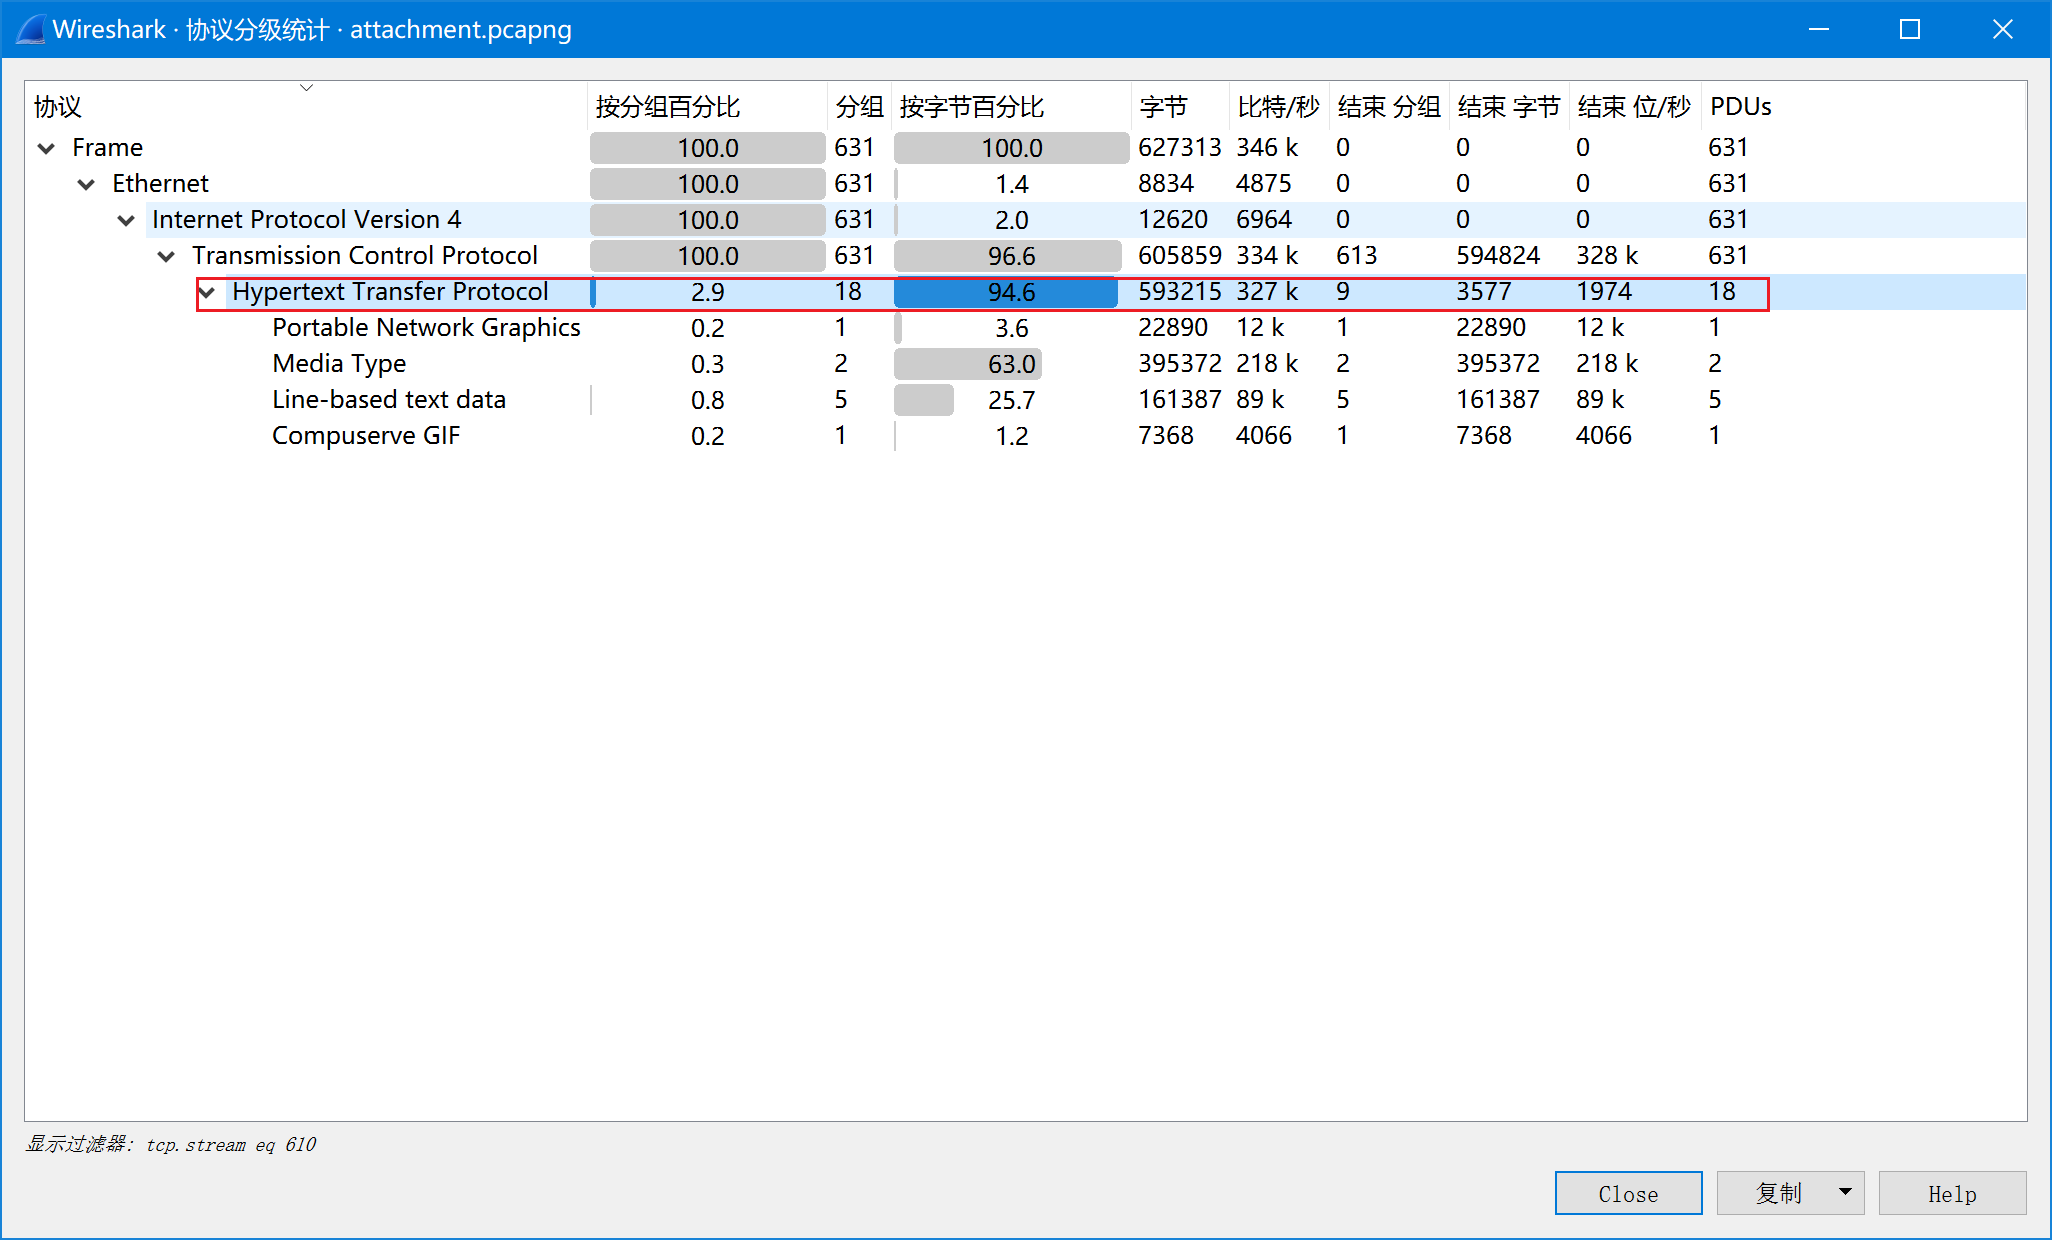 Wireshark · 协议分级统计 · attachment.pcapng
协议 按分组百分比 分组 按字节百分比 字节 比特/秒 结束 分组 结束 字节 结束 位/秒 PDUs
Frame 100.0 631 100.0 627313 346 k 0 0 0 631
Ethernet 100.0 631 1.4 8834 4875 0 0 0 631
Internet Protocol Version 4 100.0 631 2.0 12620 6964 0 0 0 631
Transmission Control Protocol 100.0 631 96.6 605859 334 k 613 594824 328 k 631
Hypertext Transfer Protocol 2.9 18 94.6 593215 327 k 9 3577 1974 18
Portable Network Graphics 0.2 1 3.6 22890 12 k 1 22890 12 k 1
Media Type 0.3 2 63.0 395372 218 k 2 395372 218 k 2
Line-based text data 0.8 5 25.7 161387 89 k 5 161387 89 k 5
Compuserve GIF 0.2 1 1.2 7368 4066 1 7368 4066 1
显示过滤器: tcp.stream eq 610
Close 复制 Help